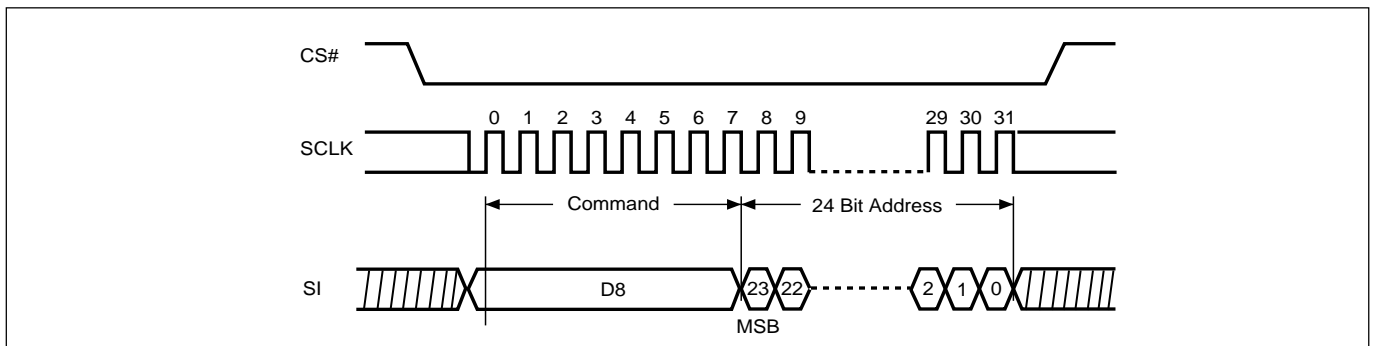 CS#
0 1 2 3 4 5 6 7 8 9 29 30 31
SCLK
Command 24 Bit Address
SI D8 23 22 2 1 0
MSB